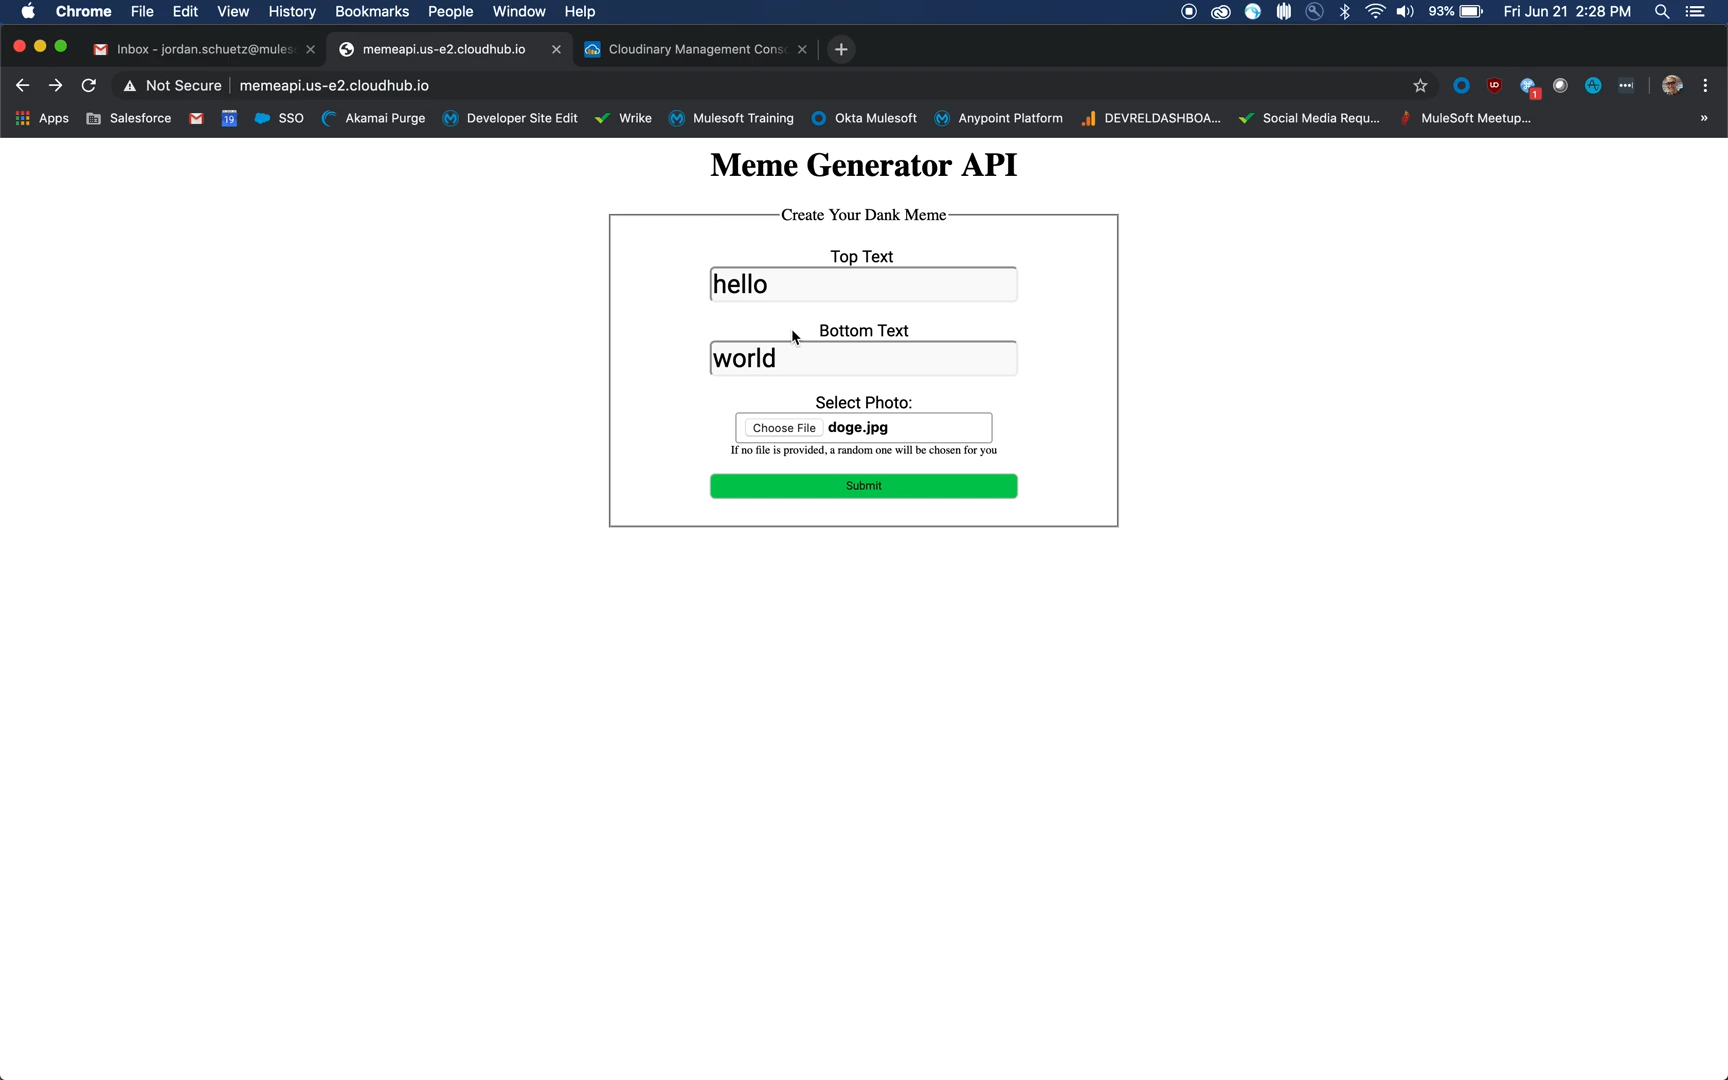 Chrome File Edit View History Bookmarks People Window Help 93% Fri Jun 21 2:28 PM
Inbox - jordan.schuetz@mules memeapi.us-e2.cloudhub.io Cloudinary Management Conso
Not Secure memeapi.us-e2.cloudhub.io 1
Apps Salesforce 19 SSO Akamai Purge Developer Site Edit Wrike Mulesoft Training Okta Mulesoft Anypoint Platform DEVRELDASHBOA... Social Media Requ... MuleSoft Meetup... »
Meme Generator API
Create Your Dank Meme
Top Text
hello
Bottom Text
world
Select Photo:
Choose File doge.jpg
If no file is provided, a random one will be chosen for you
Submit